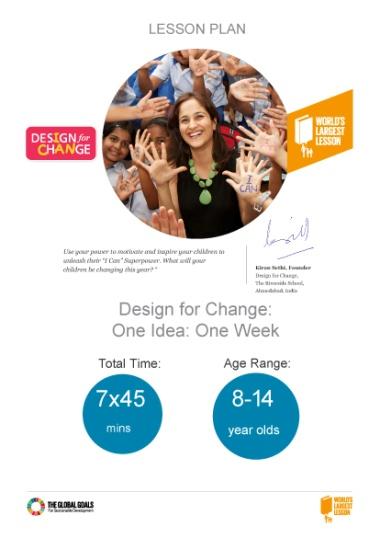 LESSON PLAN
DESIGN for
CHANGE
WORLD'S
LARGEST
LESSON
I
CAN
Use your power to motivate and inspire your children to
unleash their "I Can" Superpower. What will your
children be changing this year? "
Kiran Sethi, Founder
Design for Change,
The Riverside School,
Ahmedabad, India
Design for Change:
One Idea: One Week
Total Time:
Age Range:
7x45
mins
8-14
year olds
THE GLOBAL GOALS
For Sustainable Development
WORLD'S
LARGEST
LESSON